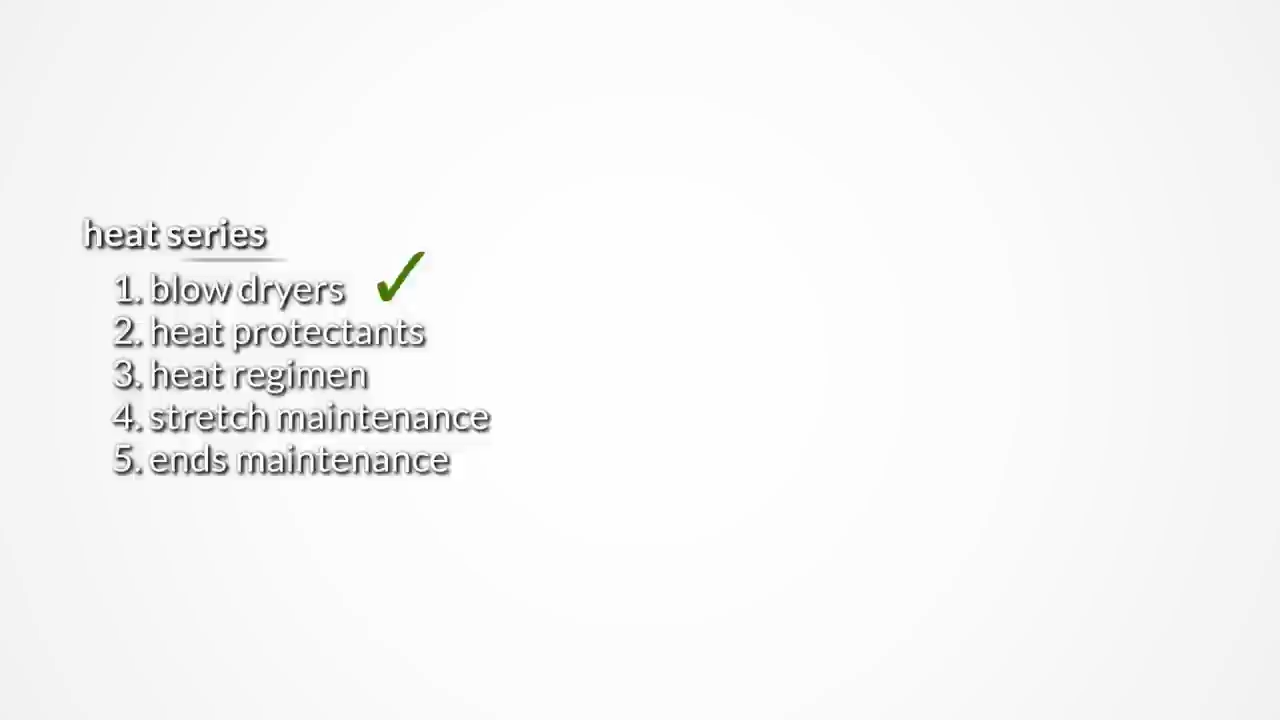 heat series
1. blow dryers ✓
2. heat protectants
3. heat regimen
4. stretch maintenance
5. ends maintenance